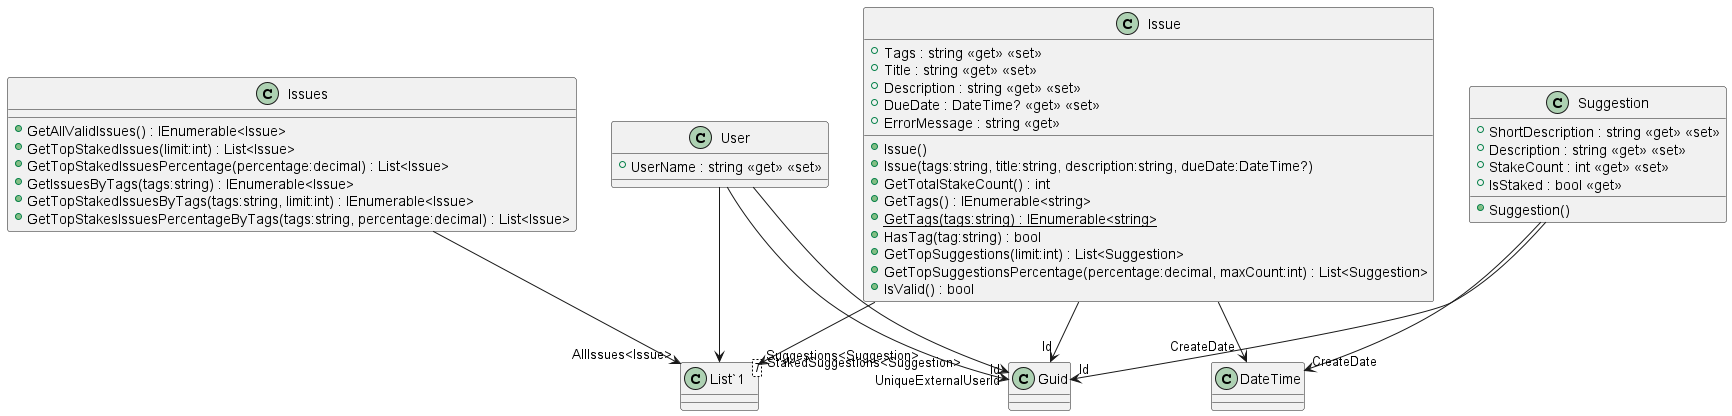 Issues
GetAllValidIssues() : IEnumerable<Issue>
GetTopStakedIssues(limit:int) : List<Issue>
GetTopStakedIssuesPercentage(percentage:decimal) : List<Issue>
GetIssuesByTags(tags:string) : IEnumerable<Issue>
GetTopStakedIssuesByTags(tags:string, limit:int) : IEnumerable<Issue>
GetTopStakesIssuesPercentageByTags(tags:string, percentage:decimal) : List<Issue>
User
UserName : string «get» «set»
Issue
Tags : string «get» «set»
Title : string «get» «set»
Description : string «get» «set»
DueDate : DateTime? «get» «set»
ErrorMessage : string «get»
Issue()
Issue(tags:string, title:string, description:string, dueDate:DateTime?)
GetTotalStakeCount() : int
GetTags() : IEnumerable<string>
GetTags(tags:string) : IEnumerable<string>
HasTag(tag:string) : bool
GetTopSuggestions(limit:int) : List<Suggestion>
GetTopSuggestionsPercentage(percentage:decimal, maxCount:int) : List<Suggestion>
IsValid() : bool
Suggestion
ShortDescription : string «get» «set»
Description : string «get» «set»
StakeCount : int «get» «set»
IsStaked : bool «get»
Suggestion()
AllIssues<Issue>
Suggestions<Suggestion>
StakedSuggestions<Suggestion>
Id
UniqueExternalUserId
Id
Id
CreateDate
CreateDate
List`1
T
Guid
DateTime